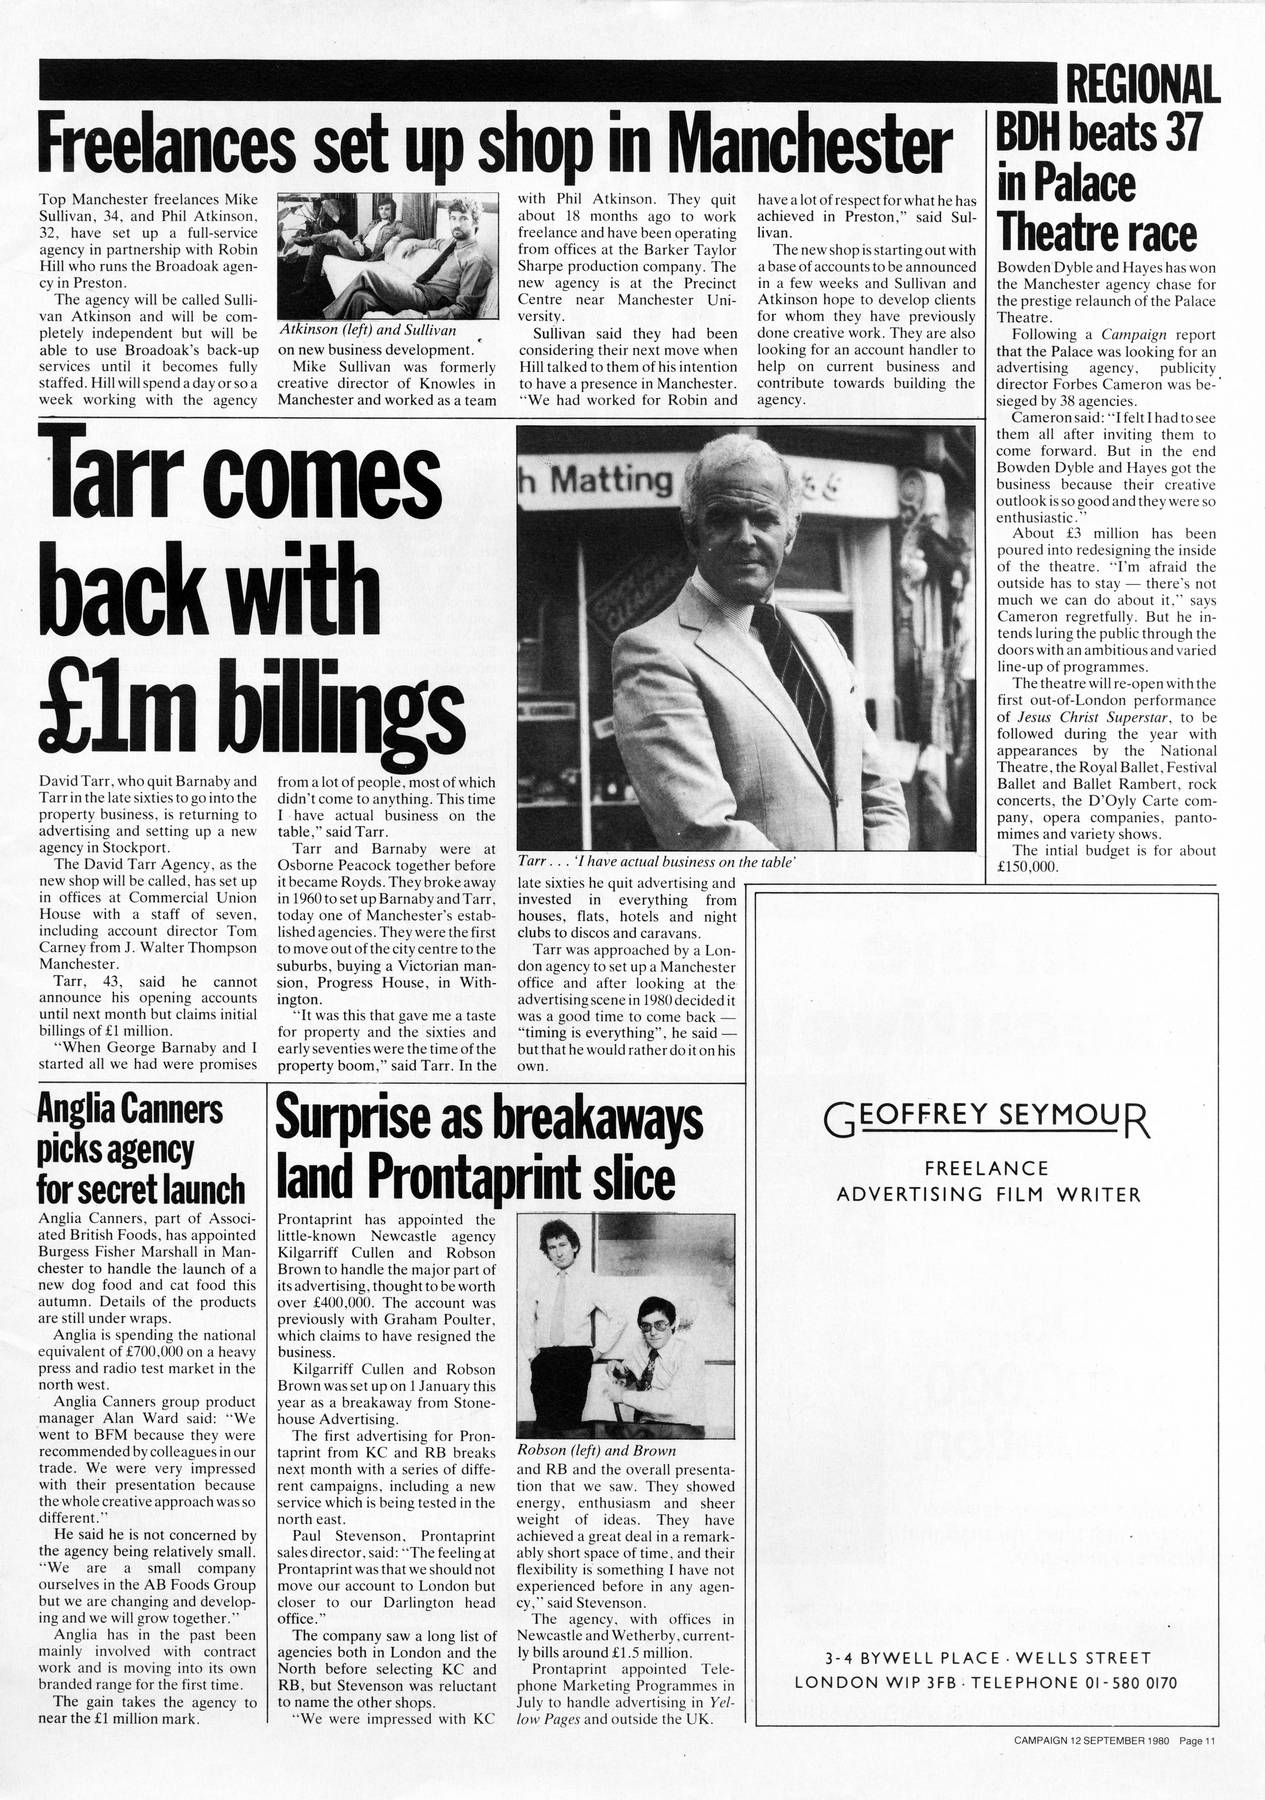 REGIONAL
Freelances set up shop in Manchester
Top Manchester freelances Mike
Sullivan, 34, and Phil Atkinson,
32, have set up a full-service
agency in partnership with Robin
Hill who runs the Broadoak agen-
cy in Preston.
The agency will be called Sulli-
van Atkinson and will be com-
pletely independent but will be
able to use Broadoak's back-up
services until it becomes fully
staffed. Hill will spend a day or so a
week working with the agency
Atkinson (left) and Sullivan
on new business development.
Mike Sullivan was formerly
creative director of Knowles in
Manchester and worked as a team
with Phil Atkinson. They quit
about 18 months ago to work
freelance and have been operating
from offices at the Barker Taylor
Sharpe production company. The
new agency is at the Precinct
Centre near Manchester Uni-
versity.
Sullivan said they had been
considering their next move when
Hill talked to them of his intention
to have a presence in Manchester.
"We had worked for Robin and
have a lot of respect for what he has
achieved in Preston," said Sul-
livan.
The new shop is starting out with
a base of accounts to be announced
in a few weeks and Sullivan and
Atkinson hope to develop clients
for whom they have previously
done creative work. They are also
looking for an account handler to
help on current business and
contribute towards building the
agency.
BDH beats 37
in Palace
Theatre race
Bowden Dyble and Hayes has won
the Manchester agency chase for
the prestige relaunch of the Palace
Theatre.
Following a Campaign report
that the Palace was looking for an
advertising agency, publicity
director Forbes Cameron was be-
sieged by 38 agencies.
Cameron said: "I felt I had to see
them all after inviting them to
come forward. But in the end
Bowden Dyble and Hayes got the
business because their creative
outlook is so good and they were so
enthusiastic."
About £3 million has been
poured into redesigning the inside
of the theatre. "I'm afraid the
outside has to stay — there's not
much we can do about it," says
Cameron regretfully. But he in-
tends luring the public through the
doors with an ambitious and varied
line-up of programmes.
The theatre will re-open with the
first out-of-London performance
of Jesus Christ Superstar, to be
followed during the year with
appearances by the National
Theatre, the Royal Ballet, Festival
Ballet and Ballet Rambert, rock
concerts, the D'Oyly Carte com-
pany, opera companies, panto-
mimes and variety shows.
The intial budget is for about
£150,000.
Tarr comes
back with
£1m billings
David Tarr, who quit Barnaby and
Tarr in the late sixties to go into the
property business, is returning to
advertising and setting up a new
agency in Stockport.
The David Tarr Agency, as the
new shop will be called, has set up
in offices at Commercial Union
House with a staff of seven,
including account director Tom
Carney from J. Walter Thompson
Manchester.
Tarr, 43, said he cannot
announce his opening accounts
until next month but claims initial
billings of £1 million.
"When George Barnaby and I
started all we had were promises
from a lot of people, most of which
didn't come to anything. This time
I have actual business on the
table," said Tarr.
Tarr and Barnaby were at
Osborne Peacock together before
it became Royds. They broke away
in 1960 to set up Barnaby and Tarr,
today one of Manchester's estab-
lished agencies. They were the first
to move out of the city centre to the
suburbs, buying a Victorian man-
sion, Progress House, in With-
ington.
"It was this that gave me a taste
for property and the sixties and
early seventies were the time of the
property boom," said Tarr. In the
h Matting
Tarr . . . 'I have actual business on the table'
late sixties he quit advertising and
invested in everything from
houses, flats, hotels and night
clubs to discos and caravans.
Tarr was approached by a Lon-
don agency to set up a Manchester
office and after looking at the
advertising scene in 1980 decided it
was a good time to come back —
"timing is everything", he said —
but that he would rather do it on his
own.
Anglia Canners
picks agency
for secret launch
Anglia Canners, part of Associ-
ated British Foods, has appointed
Burgess Fisher Marshall in Man-
chester to handle the launch of a
new dog food and cat food this
autumn. Details of the products
are still under wraps.
Anglia is spending the national
equivalent of £700,000 on a heavy
press and radio test market in the
north west.
Anglia Canners group product
manager Alan Ward said: "We
went to BFM because they were
recommended by colleagues in our
trade. We were very impressed
with their presentation because
the whole creative approach was so
different."
He said he is not concerned by
the agency being relatively small.
"We are a small company
ourselves in the AB Foods Group
but we are changing and develop-
ing and we will grow together."
Anglia has in the past been
mainly involved with contract
work and is moving into its own
branded range for the first time.
The gain takes the agency to
near the £1 million mark.
Surprise as breakaways
land Prontaprint slice
Prontaprint has appointed the
little-known Newcastle agency
Kilgarriff Cullen and Robson
Brown to handle the major part of
its advertising, thought to be worth
over £400,000. The account was
previously with Graham Poulter,
which claims to have resigned the
business.
Kilgarriff Cullen and Robson
Brown was set up on 1 January this
year as a breakaway from Stone-
house Advertising.
The first advertising for Pron-
taprint from KC and RB breaks
next month with a series of diffe-
rent campaigns, including a new
service which is being tested in the
north east.
Paul Stevenson, Prontaprint
sales director, said: "The feeling at
Prontaprint was that we should not
move our account to London but
closer to our Darlington head
office."
The company saw a long list of
agencies both in London and the
North before selecting KC and
RB, but Stevenson was reluctant
to name the other shops.
"We were impressed with KC
Robson (left) and Brown
and RB and the overall presenta-
tion that we saw. They showed
energy, enthusiasm and sheer
weight of ideas. They have
achieved a great deal in a remark-
ably short space of time, and their
flexibility is something I have not
experienced before in any agen-
cy," said Stevenson.
The agency, with offices in
Newcastle and Wetherby, current-
ly bills around £1.5 million.
Prontaprint appointed Tele-
phone Marketing Programmes in
July to handle advertising in Yel-
low Pages and outside the UK.
GEOFFREY SEYMOUR
FREELANCE
ADVERTISING FILM WRITER
3-4 BYWELL PLACE · WELLS STREET
LONDON W1P 3FB · TELEPHONE 01-580 0170
CAMPAIGN 12 SEPTEMBER 1980 Page 11